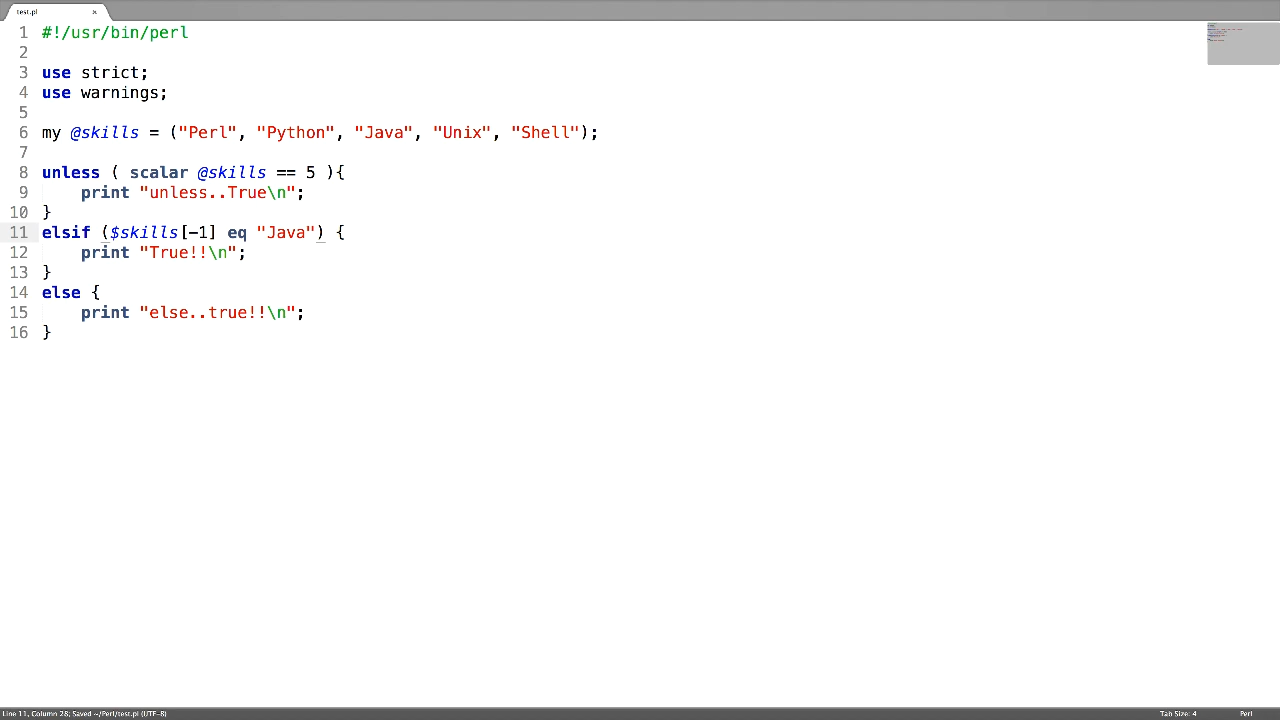 test.pl ×
1 #!/usr/bin/perl
2
3 use strict;
4 use warnings;
5
6 my @skills = ("Perl", "Python", "Java", "Unix", "Shell");
7
8 unless ( scalar @skills == 5 ){
9     print "unless..True\n";
10 }
11 elsif ($skills[-1] eq "Java") {
12     print "True!!\n";
13 }
14 else {
15     print "else..true!!\n";
16 }
Line 11, Column 28; Saved ~/Perl/test.pl (UTF-8) Tab Size: 4 Perl